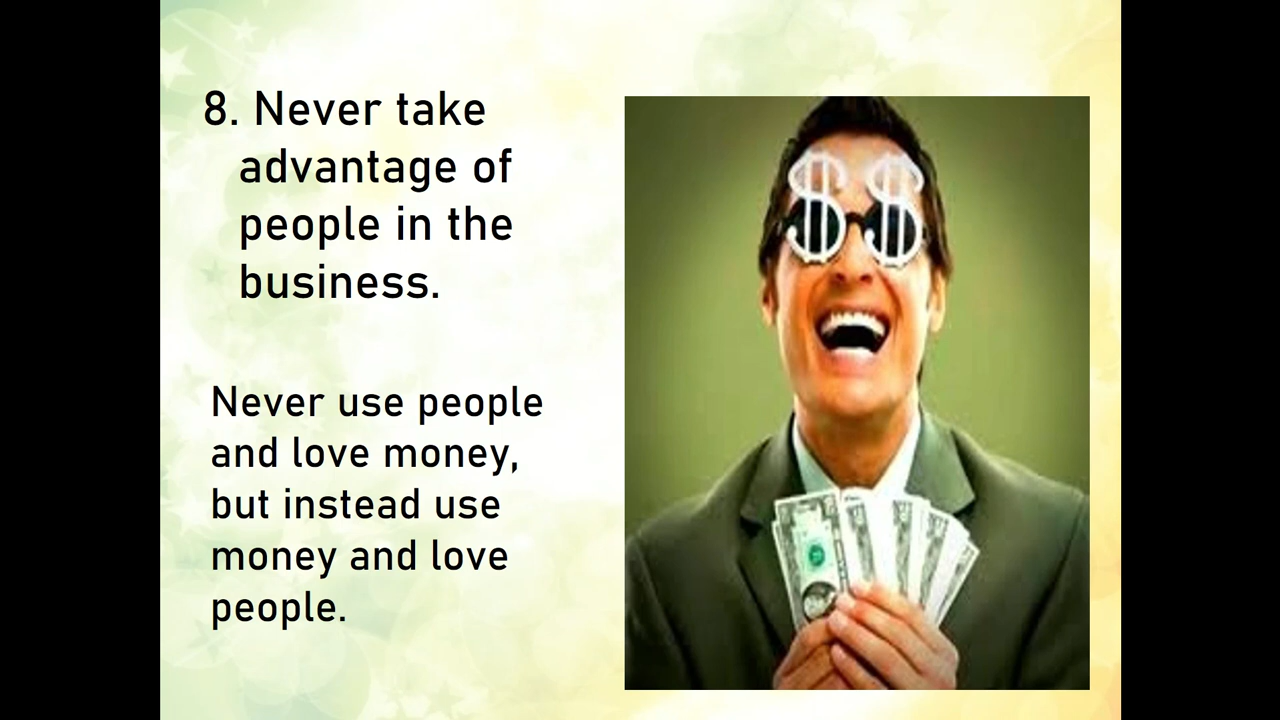 8. Never take
advantage of
people in the
business.
Never use people
and love money,
but instead use
money and love
people.